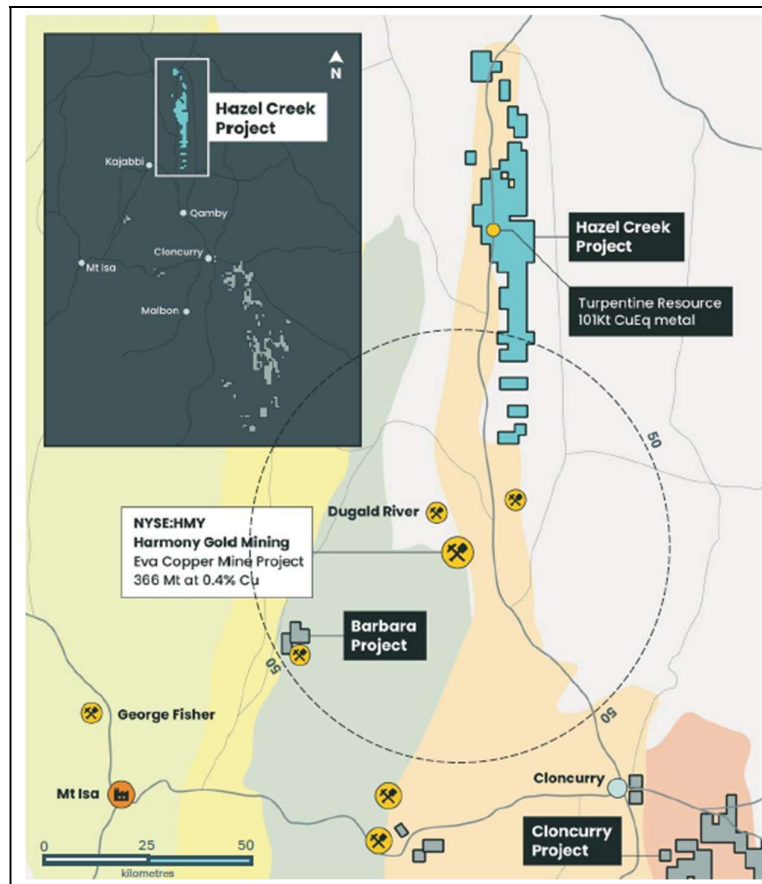 N
Hazel Creek
Project
Kajabbi
Qamby
Cloncurry
Mt Isa
Malbon
Hazel Creek
Project
Turpentine Resource
101Kt CuEq metal
50
Dugald River
NYSE:HMY
Harmony Gold Mining
Eva Copper Mine Project
366 Mt at 0.4% Cu
Barbara
Project
50
George Fisher
50
Mt Isa
Cloncurry
Cloncurry
Project
0 25 50
kilometres